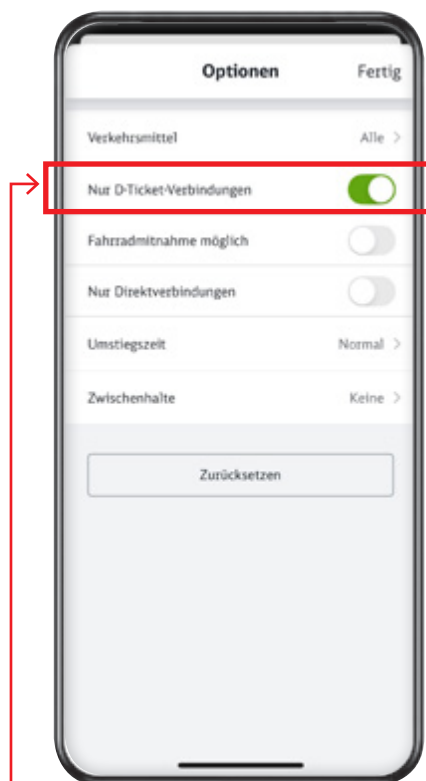 Optionen Fertig
Verkehrsmittel Alle >
Nur D-Ticket-Verbindungen
Fahrradmitnahme möglich
Nur Direktverbindungen
Umstiegszeit Normal >
Zwischenhalte Keine >
Zurücksetzen